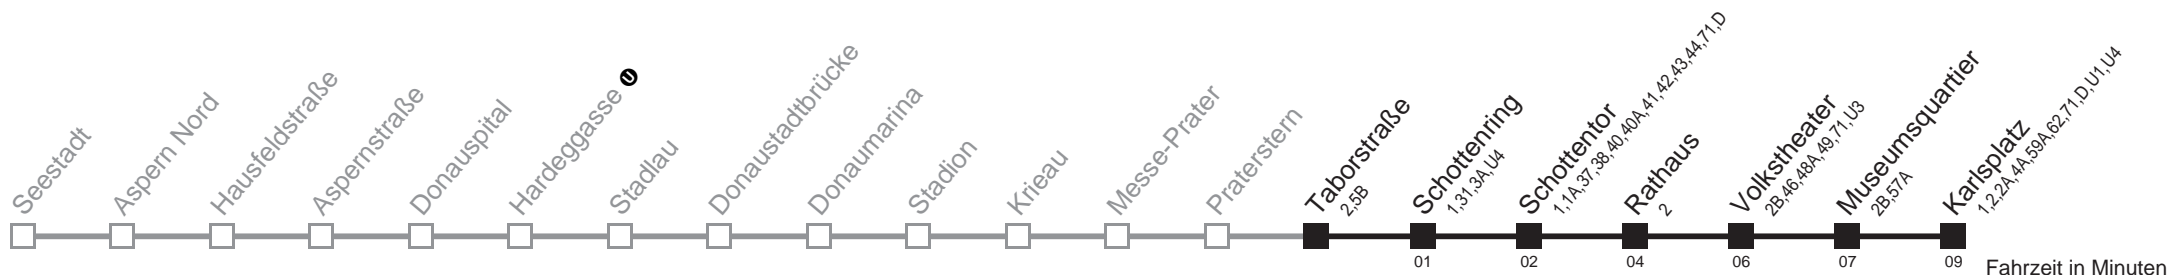 Seestadt
Aspern Nord
Hausfeldstraße
Aspernstraße
Donauspital
Hardeggasse U
Stadlau
Donaustadtbrücke
Donaumarina
Stadion
Krieau
Messe-Prater
Praterstern
Taborstraße
2,5B
Schottenring
1,31,3A,U4
Schottentor
1,1A,37,38,40,40A,41,42,43,44,71,D
Rathaus
2
Volkstheater
2B,46,48A,49,71,U3
Museumsquartier
2B,57A
Karlsplatz
1,2,2A,4A,59A,62,71,D,U1,U4
01
02
04
06
07
09
Fahrzeit in Minuten